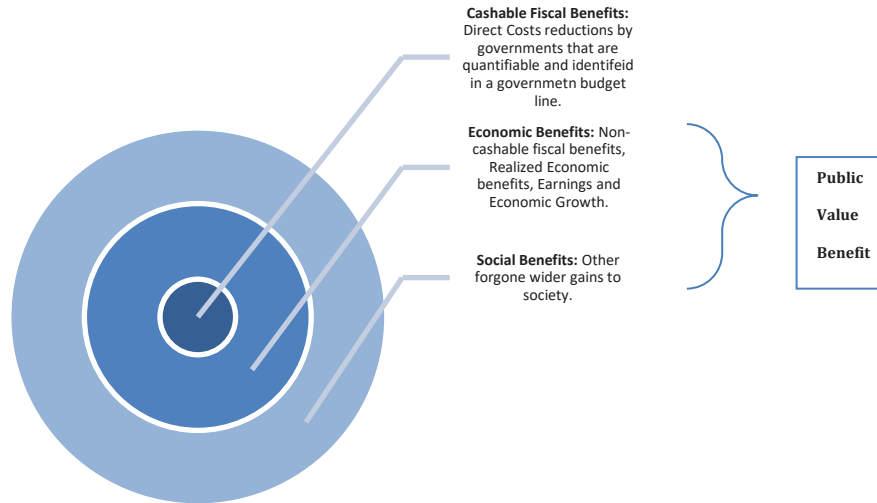 Cashable Fiscal Benefits:
Direct Costs reductions by
governments that are
quantifiable and identifeid
in a governmetn budget
line.
Economic Benefits: Non-
cashable fiscal benefits,
Realized Economic
benefits, Earnings and
Economic Growth.
Social Benefits: Other
forgone wider gains to
society.
Public
Value
Benefit